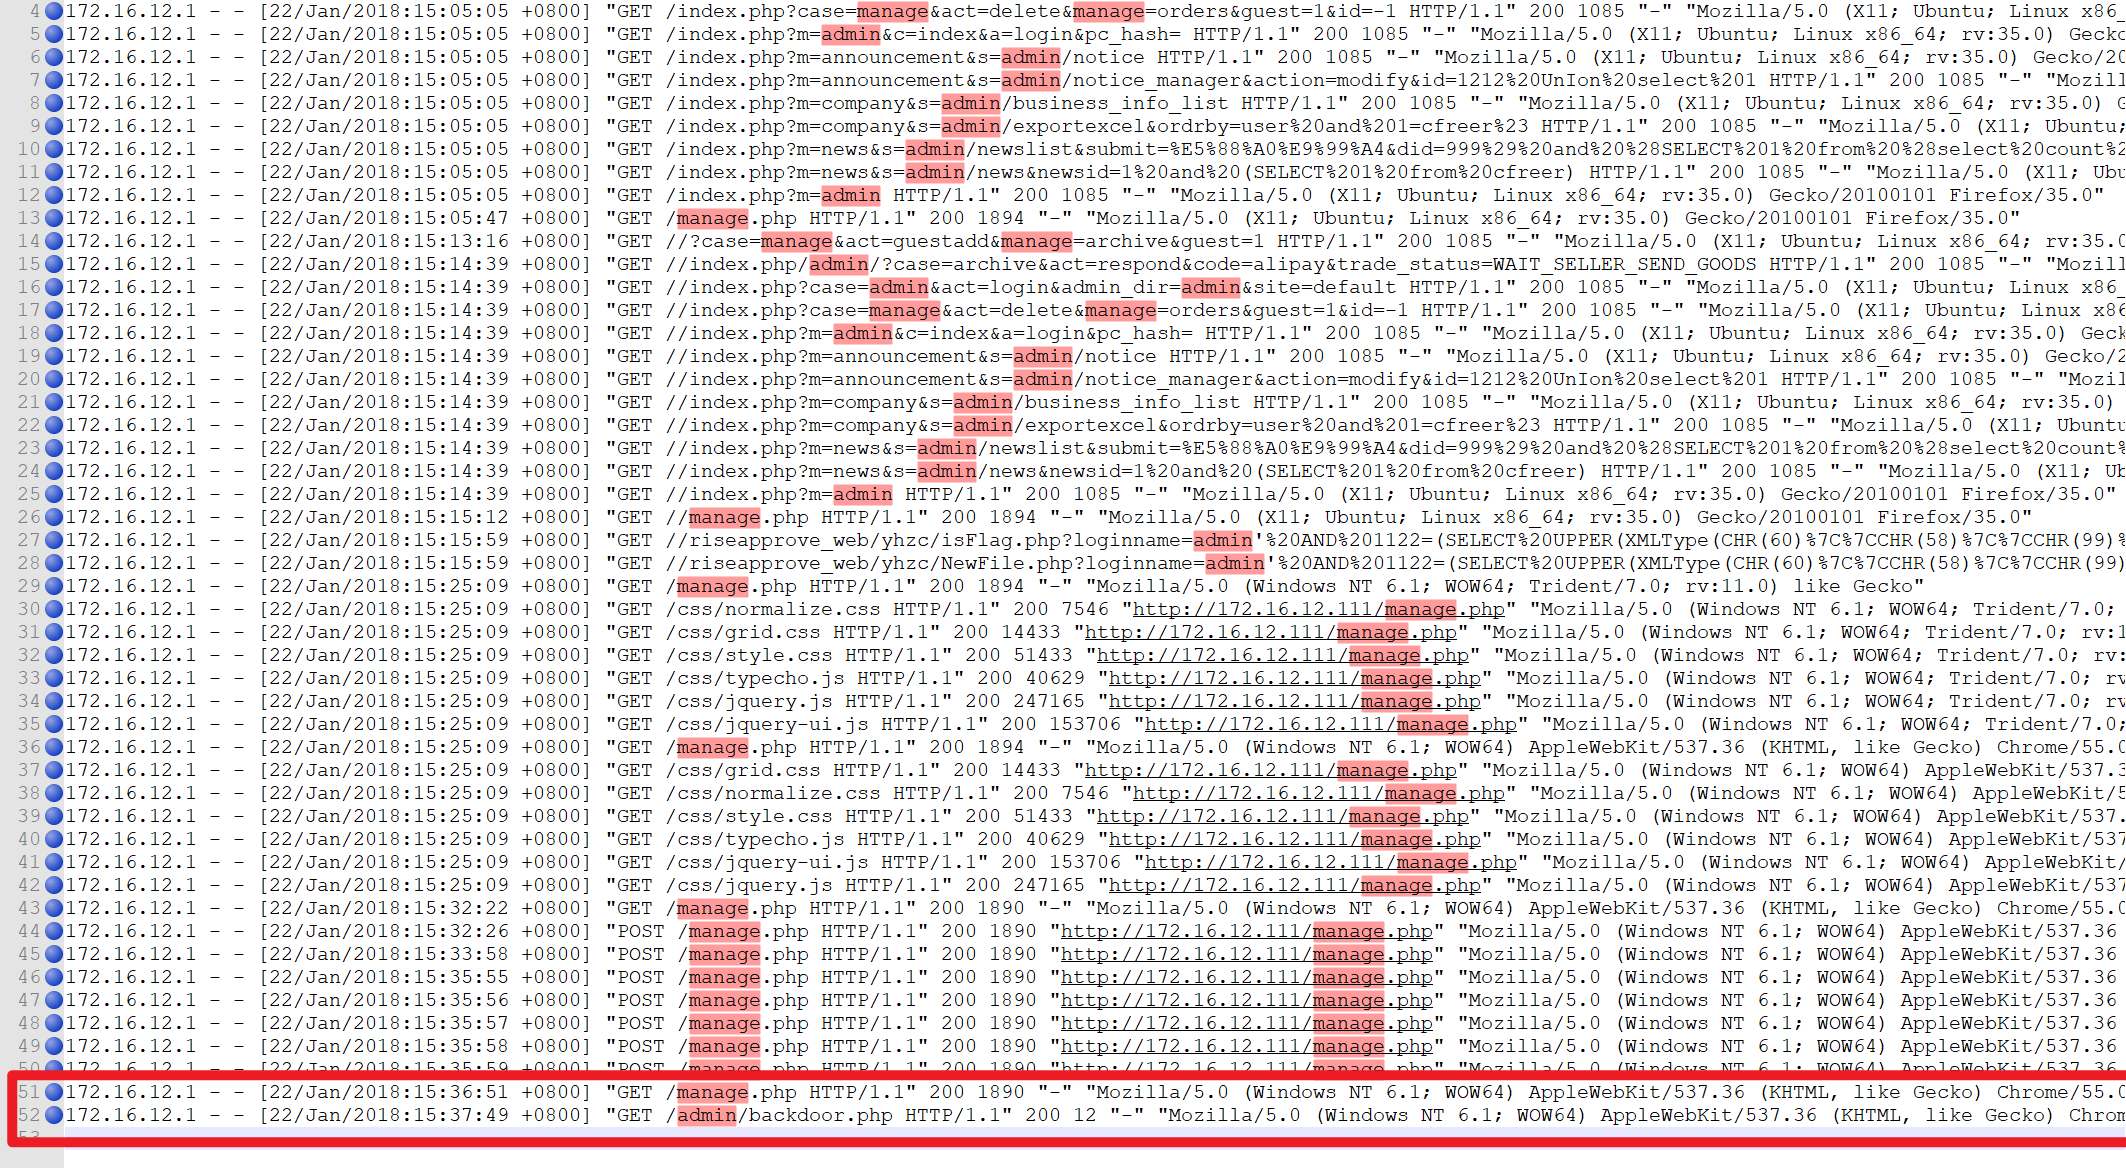 4 172.16.12.1 - - [22/Jan/2018:15:05:05 +0800] "GET /index.php?case=manage&act=delete&manage=orders&guest=1&id=-1 HTTP/1.1" 200 1085 "-" "Mozilla/5.0 (X11; Ubuntu; Linux x86_
5 172.16.12.1 - - [22/Jan/2018:15:05:05 +0800] "GET /index.php?m=admin&c=index&a=login&pc_hash= HTTP/1.1" 200 1085 "-" "Mozilla/5.0 (X11; Ubuntu; Linux x86_64; rv:35.0) Gecko
6 172.16.12.1 - - [22/Jan/2018:15:05:05 +0800] "GET /index.php?m=announcement&s=admin/notice HTTP/1.1" 200 1085 "-" "Mozilla/5.0 (X11; Ubuntu; Linux x86_64; rv:35.0) Gecko/20
7 172.16.12.1 - - [22/Jan/2018:15:05:05 +0800] "GET /index.php?m=announcement&s=admin/notice_manager&action=modify&id=1212%20UnIon%20select%201 HTTP/1.1" 200 1085 "-" "Mozill
8 172.16.12.1 - - [22/Jan/2018:15:05:05 +0800] "GET /index.php?m=company&s=admin/business_info_list HTTP/1.1" 200 1085 "-" "Mozilla/5.0 (X11; Ubuntu; Linux x86_64; rv:35.0) G
9 172.16.12.1 - - [22/Jan/2018:15:05:05 +0800] "GET /index.php?m=company&s=admin/exportexcel&ordrby=user%20and%201=cfreer%23 HTTP/1.1" 200 1085 "-" "Mozilla/5.0 (X11; Ubuntu;
10 172.16.12.1 - - [22/Jan/2018:15:05:05 +0800] "GET /index.php?m=news&s=admin/newslist&submit=%E5%88%A0%E9%99%A4&did=999%29%20and%20%28SELECT%201%20from%20%28select%20count%2
11 172.16.12.1 - - [22/Jan/2018:15:05:05 +0800] "GET /index.php?m=news&s=admin/news&newsid=1%20and%20(SELECT%201%20from%20cfreer) HTTP/1.1" 200 1085 "-" "Mozilla/5.0 (X11; Ubu
12 172.16.12.1 - - [22/Jan/2018:15:05:05 +0800] "GET /index.php?m=admin HTTP/1.1" 200 1085 "-" "Mozilla/5.0 (X11; Ubuntu; Linux x86_64; rv:35.0) Gecko/20100101 Firefox/35.0"
13 172.16.12.1 - - [22/Jan/2018:15:05:47 +0800] "GET /manage.php HTTP/1.1" 200 1894 "-" "Mozilla/5.0 (X11; Ubuntu; Linux x86_64; rv:35.0) Gecko/20100101 Firefox/35.0"
14 172.16.12.1 - - [22/Jan/2018:15:13:16 +0800] "GET //?case=manage&act=guestadd&manage=archive&guest=1 HTTP/1.1" 200 1085 "-" "Mozilla/5.0 (X11; Ubuntu; Linux x86_64; rv:35.0
15 172.16.12.1 - - [22/Jan/2018:15:14:39 +0800] "GET //index.php/admin/?case=archive&act=respond&code=alipay&trade_status=WAIT_SELLER_SEND_GOODS HTTP/1.1" 200 1085 "-" "Mozill
16 172.16.12.1 - - [22/Jan/2018:15:14:39 +0800] "GET //index.php?case=admin&act=login&admin_dir=admin&site=default HTTP/1.1" 200 1085 "-" "Mozilla/5.0 (X11; Ubuntu; Linux x86_
17 172.16.12.1 - - [22/Jan/2018:15:14:39 +0800] "GET //index.php?case=manage&act=delete&manage=orders&guest=1&id=-1 HTTP/1.1" 200 1085 "-" "Mozilla/5.0 (X11; Ubuntu; Linux x8
18 172.16.12.1 - - [22/Jan/2018:15:14:39 +0800] "GET //index.php?m=admin&c=index&a=login&pc_hash= HTTP/1.1" 200 1085 "-" "Mozilla/5.0 (X11; Ubuntu; Linux x86_64; rv:35.0) Geck
19 172.16.12.1 - - [22/Jan/2018:15:14:39 +0800] "GET //index.php?m=announcement&s=admin/notice HTTP/1.1" 200 1085 "-" "Mozilla/5.0 (X11; Ubuntu; Linux x86_64; rv:35.0) Gecko/2
20 172.16.12.1 - - [22/Jan/2018:15:14:39 +0800] "GET //index.php?m=announcement&s=admin/notice_manager&action=modify&id=1212%20UnIon%20select%201 HTTP/1.1" 200 1085 "-" "Mozil
21 172.16.12.1 - - [22/Jan/2018:15:14:39 +0800] "GET //index.php?m=company&s=admin/business_info_list HTTP/1.1" 200 1085 "-" "Mozilla/5.0 (X11; Ubuntu; Linux x86_64; rv:35.0)
22 172.16.12.1 - - [22/Jan/2018:15:14:39 +0800] "GET //index.php?m=company&s=admin/exportexcel&ordrby=user%20and%201=cfreer%23 HTTP/1.1" 200 1085 "-" "Mozilla/5.0 (X11; Ubuntu
23 172.16.12.1 - - [22/Jan/2018:15:14:39 +0800] "GET //index.php?m=news&s=admin/newslist&submit=%E5%88%A0%E9%99%A4&did=999%29%20and%20%28SELECT%201%20from%20%28select%20count%
24 172.16.12.1 - - [22/Jan/2018:15:14:39 +0800] "GET //index.php?m=news&s=admin/news&newsid=1%20and%20(SELECT%201%20from%20cfreer) HTTP/1.1" 200 1085 "-" "Mozilla/5.0 (X11; Ub
25 172.16.12.1 - - [22/Jan/2018:15:14:39 +0800] "GET //index.php?m=admin HTTP/1.1" 200 1085 "-" "Mozilla/5.0 (X11; Ubuntu; Linux x86_64; rv:35.0) Gecko/20100101 Firefox/35.0"
26 172.16.12.1 - - [22/Jan/2018:15:15:12 +0800] "GET //manage.php HTTP/1.1" 200 1894 "-" "Mozilla/5.0 (X11; Ubuntu; Linux x86_64; rv:35.0) Gecko/20100101 Firefox/35.0"
27 172.16.12.1 - - [22/Jan/2018:15:15:59 +0800] "GET //riseapprove_web/yhzc/isFlag.php?loginname=admin'%20AND%201122=(SELECT%20UPPER(XMLType(CHR(60)%7C%7CCHR(58)%7C%7CCHR(99)%
28 172.16.12.1 - - [22/Jan/2018:15:15:59 +0800] "GET //riseapprove_web/yhzc/NewFile.php?loginname=admin'%20AND%201122=(SELECT%20UPPER(XMLType(CHR(60)%7C%7CCHR(58)%7C%7CCHR(99)
29 172.16.12.1 - - [22/Jan/2018:15:25:09 +0800] "GET /manage.php HTTP/1.1" 200 1894 "-" "Mozilla/5.0 (Windows NT 6.1; WOW64; Trident/7.0; rv:11.0) like Gecko"
30 172.16.12.1 - - [22/Jan/2018:15:25:09 +0800] "GET /css/normalize.css HTTP/1.1" 200 7546 "http://172.16.12.111/manage.php" "Mozilla/5.0 (Windows NT 6.1; WOW64; Trident/7.0;
31 172.16.12.1 - - [22/Jan/2018:15:25:09 +0800] "GET /css/grid.css HTTP/1.1" 200 14433 "http://172.16.12.111/manage.php" "Mozilla/5.0 (Windows NT 6.1; WOW64; Trident/7.0; rv:1
32 172.16.12.1 - - [22/Jan/2018:15:25:09 +0800] "GET /css/style.css HTTP/1.1" 200 51433 "http://172.16.12.111/manage.php" "Mozilla/5.0 (Windows NT 6.1; WOW64; Trident/7.0; rv:
33 172.16.12.1 - - [22/Jan/2018:15:25:09 +0800] "GET /css/typecho.js HTTP/1.1" 200 40629 "http://172.16.12.111/manage.php" "Mozilla/5.0 (Windows NT 6.1; WOW64; Trident/7.0; rv
34 172.16.12.1 - - [22/Jan/2018:15:25:09 +0800] "GET /css/jquery.js HTTP/1.1" 200 247165 "http://172.16.12.111/manage.php" "Mozilla/5.0 (Windows NT 6.1; WOW64; Trident/7.0; rv
35 172.16.12.1 - - [22/Jan/2018:15:25:09 +0800] "GET /css/jquery-ui.js HTTP/1.1" 200 153706 "http://172.16.12.111/manage.php" "Mozilla/5.0 (Windows NT 6.1; WOW64; Trident/7.0;
36 172.16.12.1 - - [22/Jan/2018:15:25:09 +0800] "GET /manage.php HTTP/1.1" 200 1894 "-" "Mozilla/5.0 (Windows NT 6.1; WOW64) AppleWebKit/537.36 (KHTML, like Gecko) Chrome/55.0
37 172.16.12.1 - - [22/Jan/2018:15:25:09 +0800] "GET /css/grid.css HTTP/1.1" 200 14433 "http://172.16.12.111/manage.php" "Mozilla/5.0 (Windows NT 6.1; WOW64) AppleWebKit/537.3
38 172.16.12.1 - - [22/Jan/2018:15:25:09 +0800] "GET /css/normalize.css HTTP/1.1" 200 7546 "http://172.16.12.111/manage.php" "Mozilla/5.0 (Windows NT 6.1; WOW64) AppleWebKit/5
39 172.16.12.1 - - [22/Jan/2018:15:25:09 +0800] "GET /css/style.css HTTP/1.1" 200 51433 "http://172.16.12.111/manage.php" "Mozilla/5.0 (Windows NT 6.1; WOW64) AppleWebKit/537.
40 172.16.12.1 - - [22/Jan/2018:15:25:09 +0800] "GET /css/typecho.js HTTP/1.1" 200 40629 "http://172.16.12.111/manage.php" "Mozilla/5.0 (Windows NT 6.1; WOW64) AppleWebKit/537
41 172.16.12.1 - - [22/Jan/2018:15:25:09 +0800] "GET /css/jquery-ui.js HTTP/1.1" 200 153706 "http://172.16.12.111/manage.php" "Mozilla/5.0 (Windows NT 6.1; WOW64) AppleWebKit/
42 172.16.12.1 - - [22/Jan/2018:15:25:09 +0800] "GET /css/jquery.js HTTP/1.1" 200 247165 "http://172.16.12.111/manage.php" "Mozilla/5.0 (Windows NT 6.1; WOW64) AppleWebKit/537
43 172.16.12.1 - - [22/Jan/2018:15:32:22 +0800] "GET /manage.php HTTP/1.1" 200 1890 "-" "Mozilla/5.0 (Windows NT 6.1; WOW64) AppleWebKit/537.36 (KHTML, like Gecko) Chrome/55.0
44 172.16.12.1 - - [22/Jan/2018:15:32:26 +0800] "POST /manage.php HTTP/1.1" 200 1890 "http://172.16.12.111/manage.php" "Mozilla/5.0 (Windows NT 6.1; WOW64) AppleWebKit/537.36
45 172.16.12.1 - - [22/Jan/2018:15:33:58 +0800] "POST /manage.php HTTP/1.1" 200 1890 "http://172.16.12.111/manage.php" "Mozilla/5.0 (Windows NT 6.1; WOW64) AppleWebKit/537.36
46 172.16.12.1 - - [22/Jan/2018:15:35:55 +0800] "POST /manage.php HTTP/1.1" 200 1890 "http://172.16.12.111/manage.php" "Mozilla/5.0 (Windows NT 6.1; WOW64) AppleWebKit/537.36
47 172.16.12.1 - - [22/Jan/2018:15:35:56 +0800] "POST /manage.php HTTP/1.1" 200 1890 "http://172.16.12.111/manage.php" "Mozilla/5.0 (Windows NT 6.1; WOW64) AppleWebKit/537.36
48 172.16.12.1 - - [22/Jan/2018:15:35:57 +0800] "POST /manage.php HTTP/1.1" 200 1890 "http://172.16.12.111/manage.php" "Mozilla/5.0 (Windows NT 6.1; WOW64) AppleWebKit/537.36
49 172.16.12.1 - - [22/Jan/2018:15:35:58 +0800] "POST /manage.php HTTP/1.1" 200 1890 "http://172.16.12.111/manage.php" "Mozilla/5.0 (Windows NT 6.1; WOW64) AppleWebKit/537.36
50 172.16.12.1 - - [22/Jan/2018:15:35:59 +0800] "POST /manage.php HTTP/1.1" 200 1890 "http://172.16.12.111/manage.php" "Mozilla/5.0 (Windows NT 6.1; WOW64) AppleWebKit/537.36
51 172.16.12.1 - - [22/Jan/2018:15:36:51 +0800] "GET /manage.php HTTP/1.1" 200 1890 "-" "Mozilla/5.0 (Windows NT 6.1; WOW64) AppleWebKit/537.36 (KHTML, like Gecko) Chrome/55.0
52 172.16.12.1 - - [22/Jan/2018:15:37:49 +0800] "GET /admin/backdoor.php HTTP/1.1" 200 12 "-" "Mozilla/5.0 (Windows NT 6.1; WOW64) AppleWebKit/537.36 (KHTML, like Gecko) Chrom
53